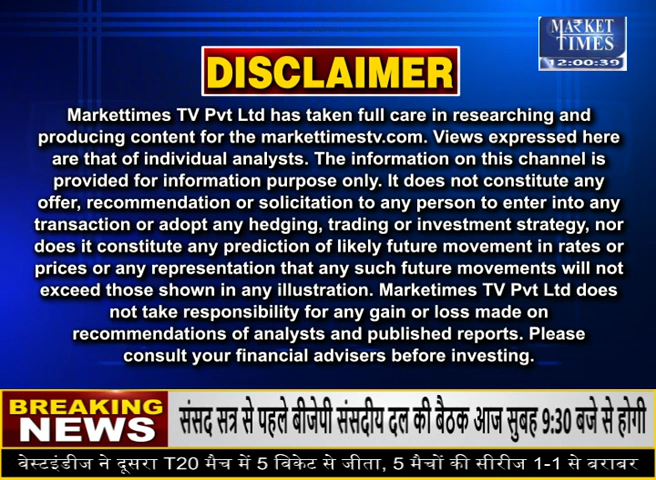 MARKET
TIMES
12:00:39
DISCLAIMER
Markettimes TV Pvt Ltd has taken full care in researching and
producing content for the markettimestv.com. Views expressed here
are that of individual analysts. The information on this channel is
provided for information purpose only. It does not constitute any
offer, recommendation or solicitation to any person to enter into any
transaction or adopt any hedging, trading or investment strategy, nor
does it constitute any prediction of likely future movement in rates or
prices or any representation that any such future movements will not
exceed those shown in any illustration. Marketimes TV Pvt Ltd does
not take responsibility for any gain or loss made on
recommendations of analysts and published reports. Please
consult your financial advisers before investing.
BREAKING
NEWS
संसद सत्र से पहले बीजेपी संसदीय दल की बैठक आज सुबह 9:30 बजे से होगी
वेस्टइंडीज ने दूसरा T20 मैच में 5 विकेट से जीता, 5 मैचों की सीरीज 1-1 से बराबर